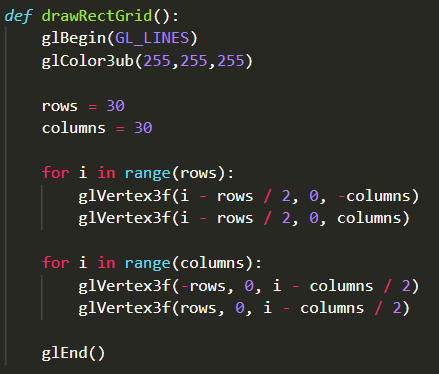 def drawRectGrid():
    glBegin(GL_LINES)
    glColor3ub(255,255,255)

    rows = 30
    columns = 30

    for i in range(rows):
        glVertex3f(i - rows / 2, 0, -columns)
        glVertex3f(i - rows / 2, 0, columns)

    for i in range(columns):
        glVertex3f(-rows, 0, i - columns / 2)
        glVertex3f(rows, 0, i - columns / 2)

    glEnd()